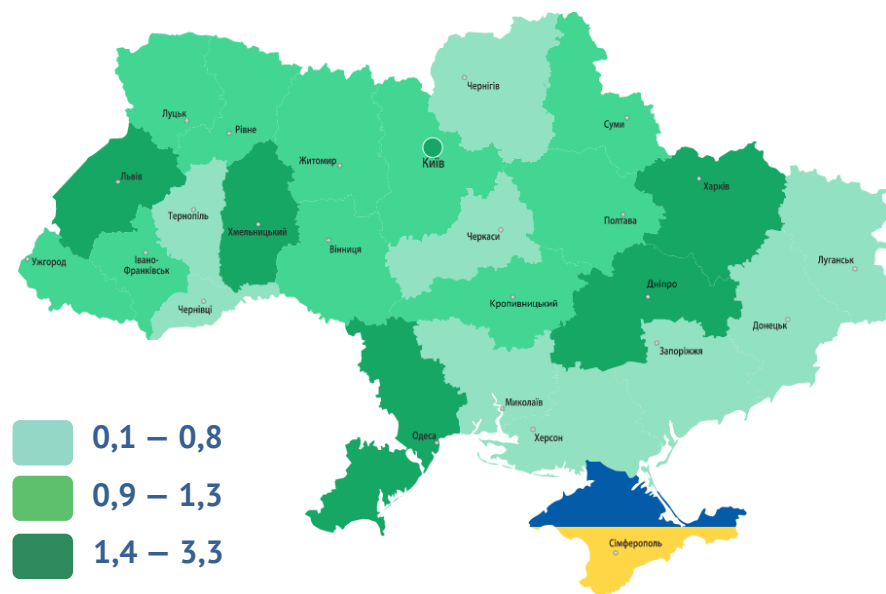 Чернігів
Луцьк
Суми
Рівне
Київ
Житомир
Львів
Харків
Тернопіль
Полтава
Хмельницький
Черкаси
Вінниця
Ужгород
Івано-
Франківськ
Луганськ
Дніпро
Чернівці
Кропивницький
Донецьк
Запоріжжя
Миколаїв
Одеса
Херсон
0,1 — 0,8
0,9 — 1,3
1,4 — 3,3
Сімферополь